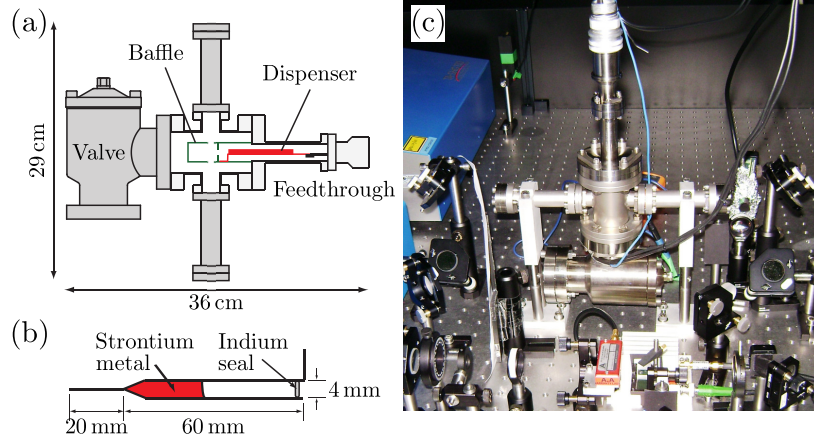 (a)
Baffle
Dispenser
Valve
29 cm
Feedthrough
36 cm
(b)
Strontium
metal
Indium
seal
4 mm
20 mm
60 mm
(c)